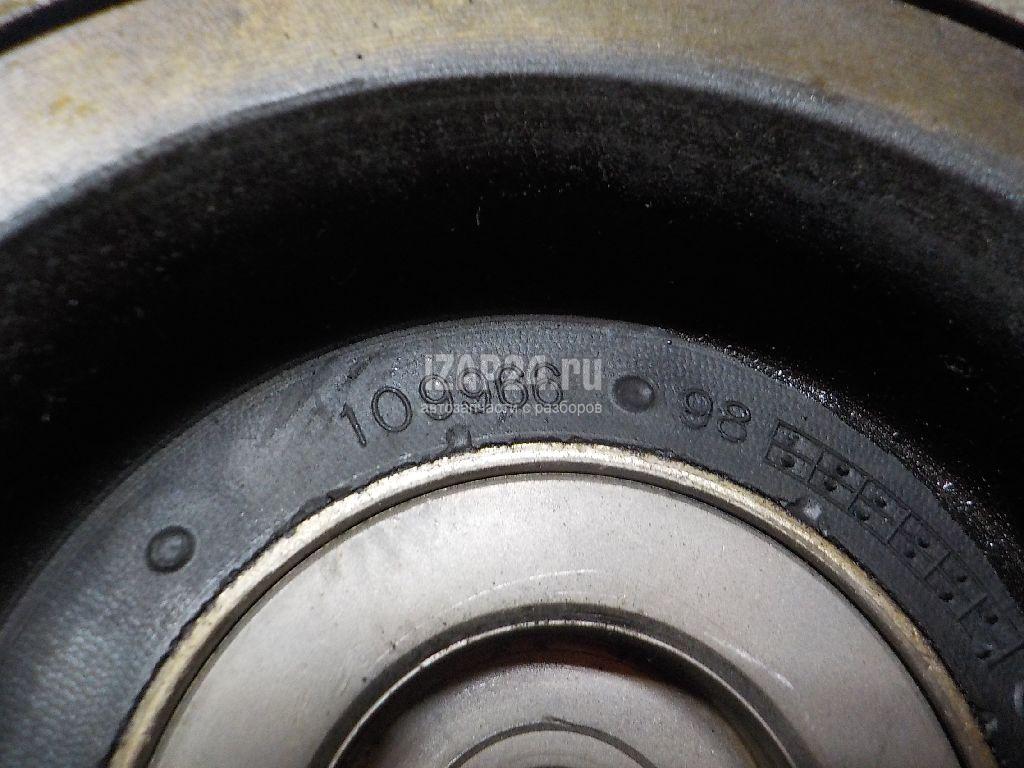 109966 98
IZAP24.ru
автозапчасти с разборов